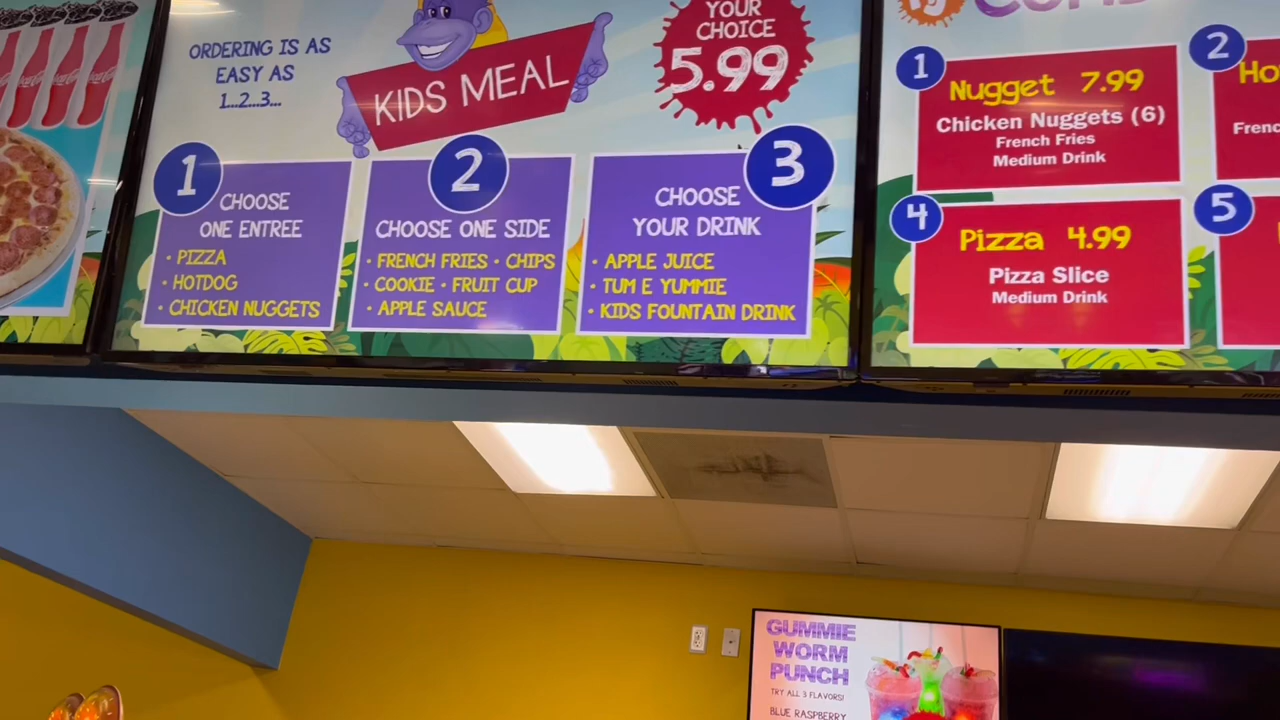 ORDERING IS AS
EASY AS
1...2...3...
KIDS MEAL
YOUR
CHOICE
5.99
1
CHOOSE
ONE ENTREE
• PIZZA
• HOTDOG
• CHICKEN NUGGETS
2
CHOOSE ONE SIDE
• FRENCH FRIES • CHIPS
• COOKIE • FRUIT CUP
• APPLE SAUCE
3
CHOOSE
YOUR DRINK
• APPLE JUICE
• TUM E YUMMIE
• KIDS FOUNTAIN DRINK
1
Nugget 7.99
Chicken Nuggets (6)
French Fries
Medium Drink
2
4
Pizza 4.99
Pizza Slice
Medium Drink
5
GUMMIE
WORM
PUNCH
TRY ALL 3 FLAVORS!
BLUE RASPBERRY